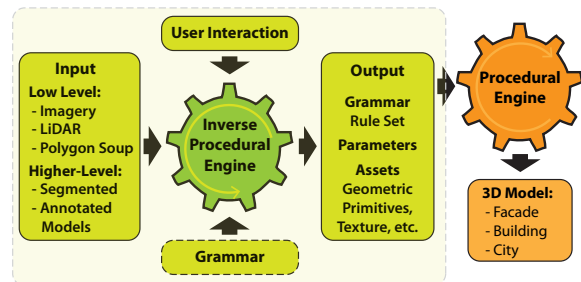 User Interaction
Input
Low Level:
- Imagery
- LiDAR
- Polygon Soup
Higher-Level:
- Segmented
- Annotated
Models
Inverse
Procedural
Engine
Grammar
Output
Grammar
Rule Set
Parameters
Assets
Geometric
Primitives,
Texture, etc.
Procedural
Engine
3D Model:
- Facade
- Building
- City